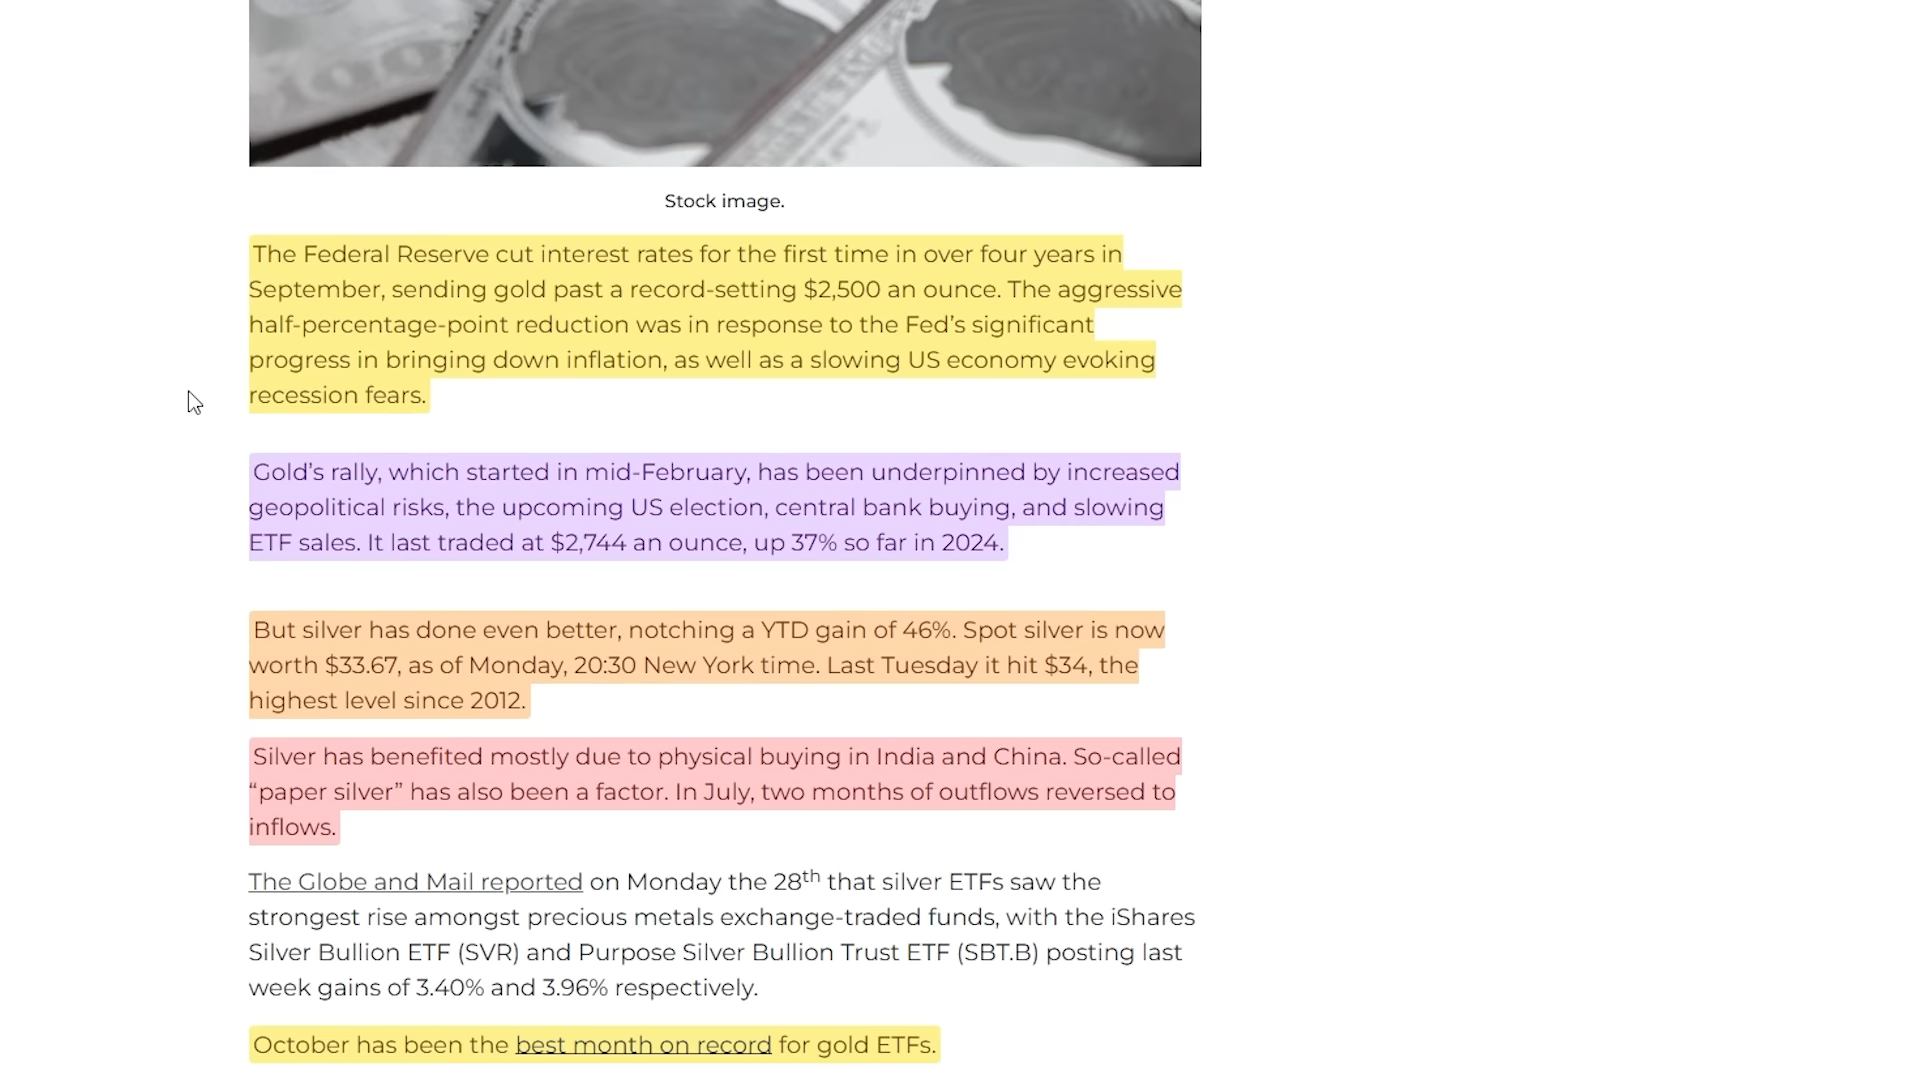 Stock image.
The Federal Reserve cut interest rates for the first time in over four years in
September, sending gold past a record-setting $2,500 an ounce. The aggressive
half-percentage-point reduction was in response to the Fed’s significant
progress in bringing down inflation, as well as a slowing US economy evoking
recession fears.
Gold’s rally, which started in mid-February, has been underpinned by increased
geopolitical risks, the upcoming US election, central bank buying, and slowing
ETF sales. It last traded at $2,744 an ounce, up 37% so far in 2024.
But silver has done even better, notching a YTD gain of 46%. Spot silver is now
worth $33.67, as of Monday, 20:30 New York time. Last Tuesday it hit $34, the
highest level since 2012.
Silver has benefited mostly due to physical buying in India and China. So-called
“paper silver” has also been a factor. In July, two months of outflows reversed to
inflows.
The Globe and Mail reported on Monday the 28th that silver ETFs saw the
strongest rise amongst precious metals exchange-traded funds, with the iShares
Silver Bullion ETF (SVR) and Purpose Silver Bullion Trust ETF (SBT.B) posting last
week gains of 3.40% and 3.96% respectively.
October has been the best month on record for gold ETFs.